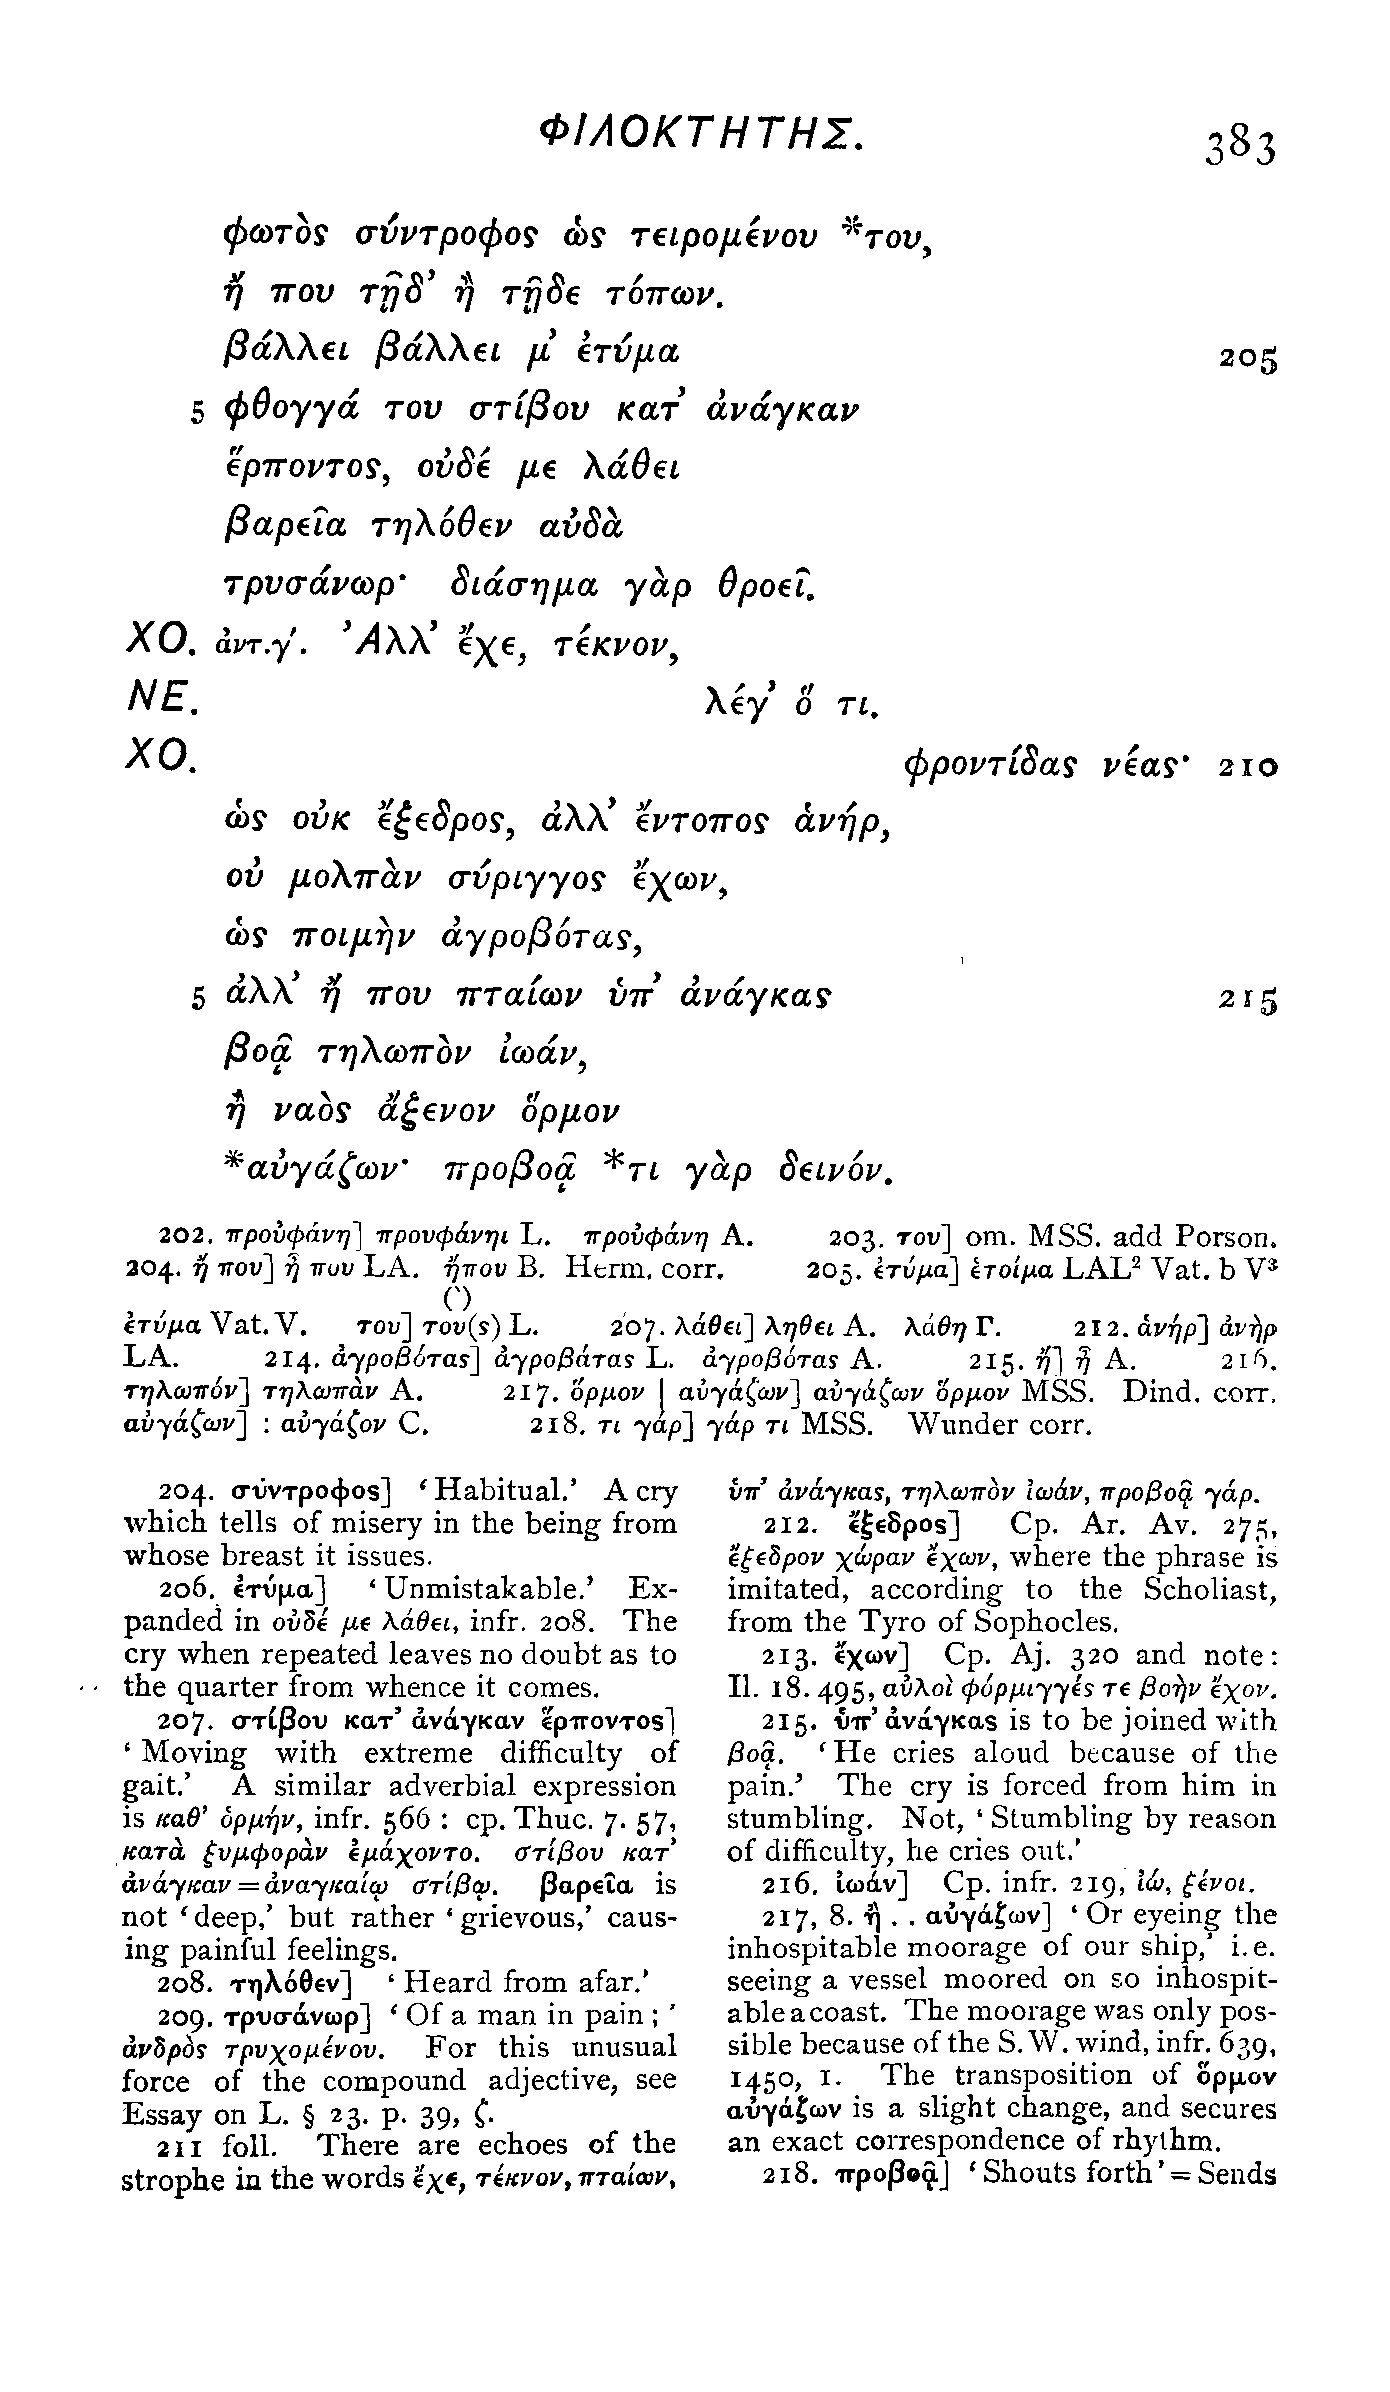 ΦΙΛΟΚΤΗΤΗΣ.
383
φωτὸς σύντροφος ὡς τειρομένου *του,
ἤ που τῇδ’ ἢ τῇδε τόπων.
βάλλει βάλλει μ’ ἐτύμα 205
5 φθογγά του στίβου κατ’ ἀνάγκαν
ἕρποντος, οὐδέ με λάθει
βαρεῖα τηλόθεν αὐδὰ
τρυσάνωρ· διάσημα γὰρ θροεῖ.
ΧΟ. ἀντ.γ’. Ἀλλ’ ἔχε, τέκνον,
ΝΕ. λέγ’ ὅ τι.
ΧΟ. φροντίδας νέας· 210
ὡς οὐκ ἔξεδρος, ἀλλ’ ἔντοπος ἁνήρ,
οὐ μολπὰν σύριγγος ἔχων,
ὡς ποιμὴν ἀγροβότας,
5 ἀλλ’ ἤ που πταίων ὑπ’ ἀνάγκας 215
βοᾷ τηλωπὸν ἰωάν,
ἢ ναὸς ἄξενον ὅρμον
*αὐγάζων· προβοᾷ *τι γὰρ δεινόν.
202. προὐφάνη] προυφάνηι L. προὐφάνη A. 203. του] om. MSS. add Porson.
204. ἤ που] ἦ που LA. ἤπου B. Herm. corr. 205. ἐτύμα] ἑτοίμα LAL² Vat. b V³
(`)
ἐτύμα Vat. V. του] του(ς) L. 207. λάθει] ληθει A. λάθη Γ. 212. ἁνήρ] ἀνὴρ
LA. 214. ἀγροβότας] ἀγροβάτας L. ἀγροβότας A. 215. ἤ] ἦ A. 216.
τηλωπόν] τηλωπὰν A. 217. ὅρμον | αὐγάζων] αὐγάζων ὅρμον MSS. Dind. corr.
αὐγάζων] : αὐγάζον C. 218. τι γάρ] γάρ τι MSS. Wunder corr.
204. σύντροφος] ‘Habitual.’ A cry
which tells of misery in the being from
whose breast it issues.
206. ἐτύμα] ‘Unmistakable.’ Ex-
panded in οὐδέ με λάθει, infr. 208. The
cry when repeated leaves no doubt as to
the quarter from whence it comes.
207. στίβου κατ’ ἀνάγκαν ἕρποντος]
‘Moving with extreme difficulty of
gait.’ A similar adverbial expression
is καθ’ ὁρμήν, infr. 566 : cp. Thuc. 7. 57,
κατὰ ξυμφορὰν ἐμάχοντο. στίβου κατ’
ἀνάγκαν = ἀναγκαίῳ στίβῳ. βαρεῖα is
not ‘deep,’ but rather ‘grievous,’ caus-
ing painful feelings.
208. τηλόθεν] ‘Heard from afar.’
209. τρυσάνωρ] ‘Of a man in pain;’
ἀνδρὸς τρυχομένου. For this unusual
force of the compound adjective, see
Essay on L. § 23. p. 39, ζ.
211 foll. There are echoes of the
strophe in the words ἔχε, τέκνον, πταίων,
ὑπ’ ἀνάγκας, τηλωπὸν ἰωάν, προβοᾷ γάρ.
212. ἔξεδρος] Cp. Ar. Av. 275,
ἔξεδρον χώραν ἔχων, where the phrase is
imitated, according to the Scholiast,
from the Tyro of Sophocles.
213. ἔχων] Cp. Aj. 320 and note:
Il. 18. 495, αὐλοὶ φόρμιγγές τε βοὴν ἔχον.
215. ὑπ’ ἀνάγκας is to be joined with
βοᾷ. ‘He cries aloud because of the
pain.’ The cry is forced from him in
stumbling. Not, ‘Stumbling by reason
of difficulty, he cries out.’
216. ἰωάν] Cp. infr. 219, ἰώ, ξένοι.
217, 8. ἢ . . αὐγάζων] ‘Or eyeing the
inhospitable moorage of our ship,’ i.e.
seeing a vessel moored on so inhospit-
able a coast. The moorage was only pos-
sible because of the S. W. wind, infr. 639,
1450, 1. The transposition of ὅρμον
αὐγάζων is a slight change, and secures
an exact correspondence of rhythm.
218. προβοᾷ] ‘Shouts forth’ = Sends